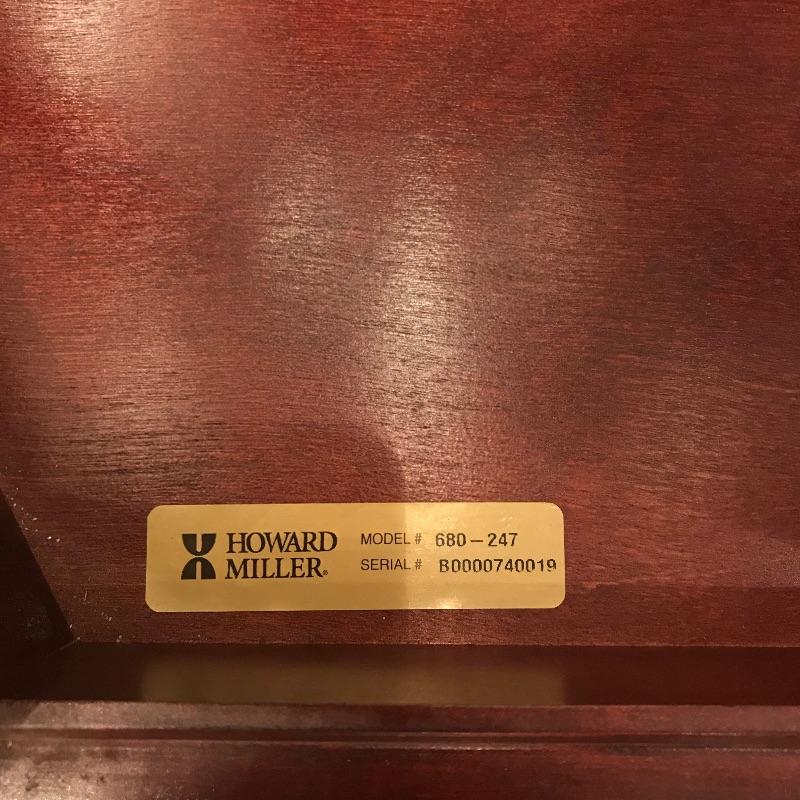 HOWARD
MILLER®
MODEL # 680-247
SERIAL # B0000740019